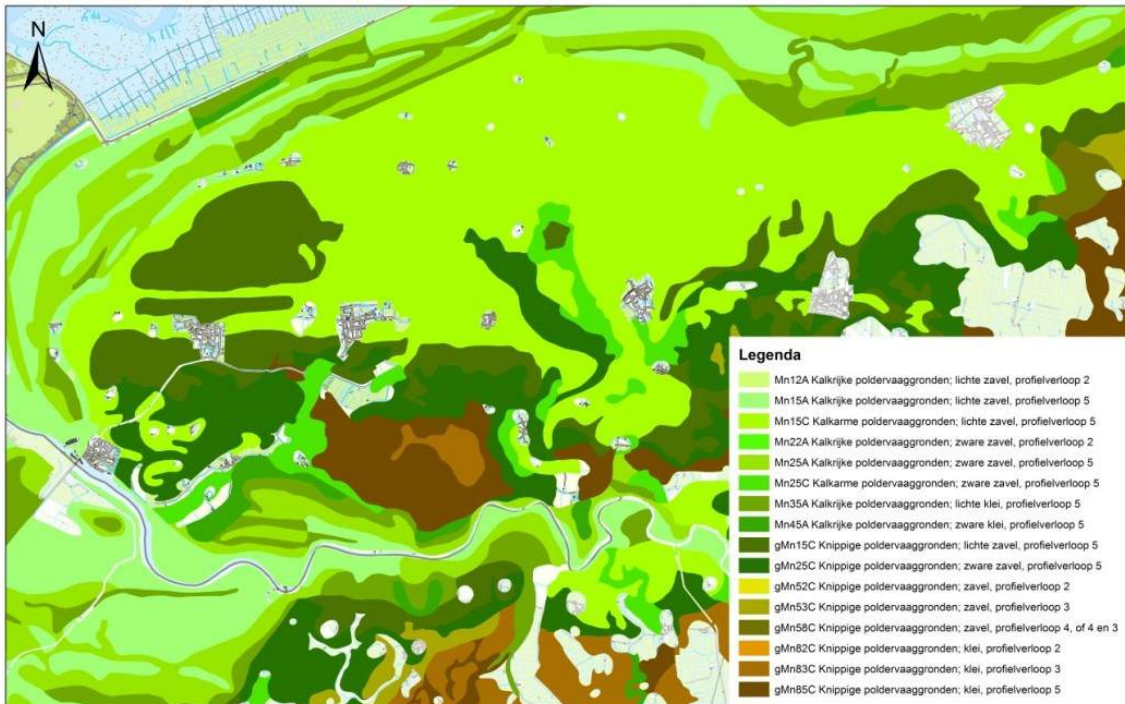 N
Legenda
Mn12A Kalkrijke poldervaaggronden; lichte zavel, profielverloop 2
Mn15A Kalkrijke poldervaaggronden; lichte zavel, profielverloop 5
Mn15C Kalkarme poldervaaggronden; lichte zavel, profielverloop 5
Mn22A Kalkrijke poldervaaggronden; zware zavel, profielverloop 2
Mn25A Kalkrijke poldervaaggronden; zware zavel, profielverloop 5
Mn25C Kalkarme poldervaaggronden; zware zavel, profielverloop 5
Mn35A Kalkrijke poldervaaggronden; lichte klei, profielverloop 5
Mn45A Kalkrijke poldervaaggronden; zware klei, profielverloop 5
gMn15C Knippige poldervaaggronden; lichte zavel, profielverloop 5
gMn25C Knippige poldervaaggronden; zware zavel, profielverloop 5
gMn52C Knippige poldervaaggronden; zavel, profielverloop 2
gMn53C Knippige poldervaaggronden; zavel, profielverloop 3
gMn58C Knippige poldervaaggronden; zavel, profielverloop 4, of 4 en 3
gMn82C Knippige poldervaaggronden; klei, profielverloop 2
gMn83C Knippige poldervaaggronden; klei, profielverloop 3
gMn85C Knippige poldervaaggronden; klei, profielverloop 5